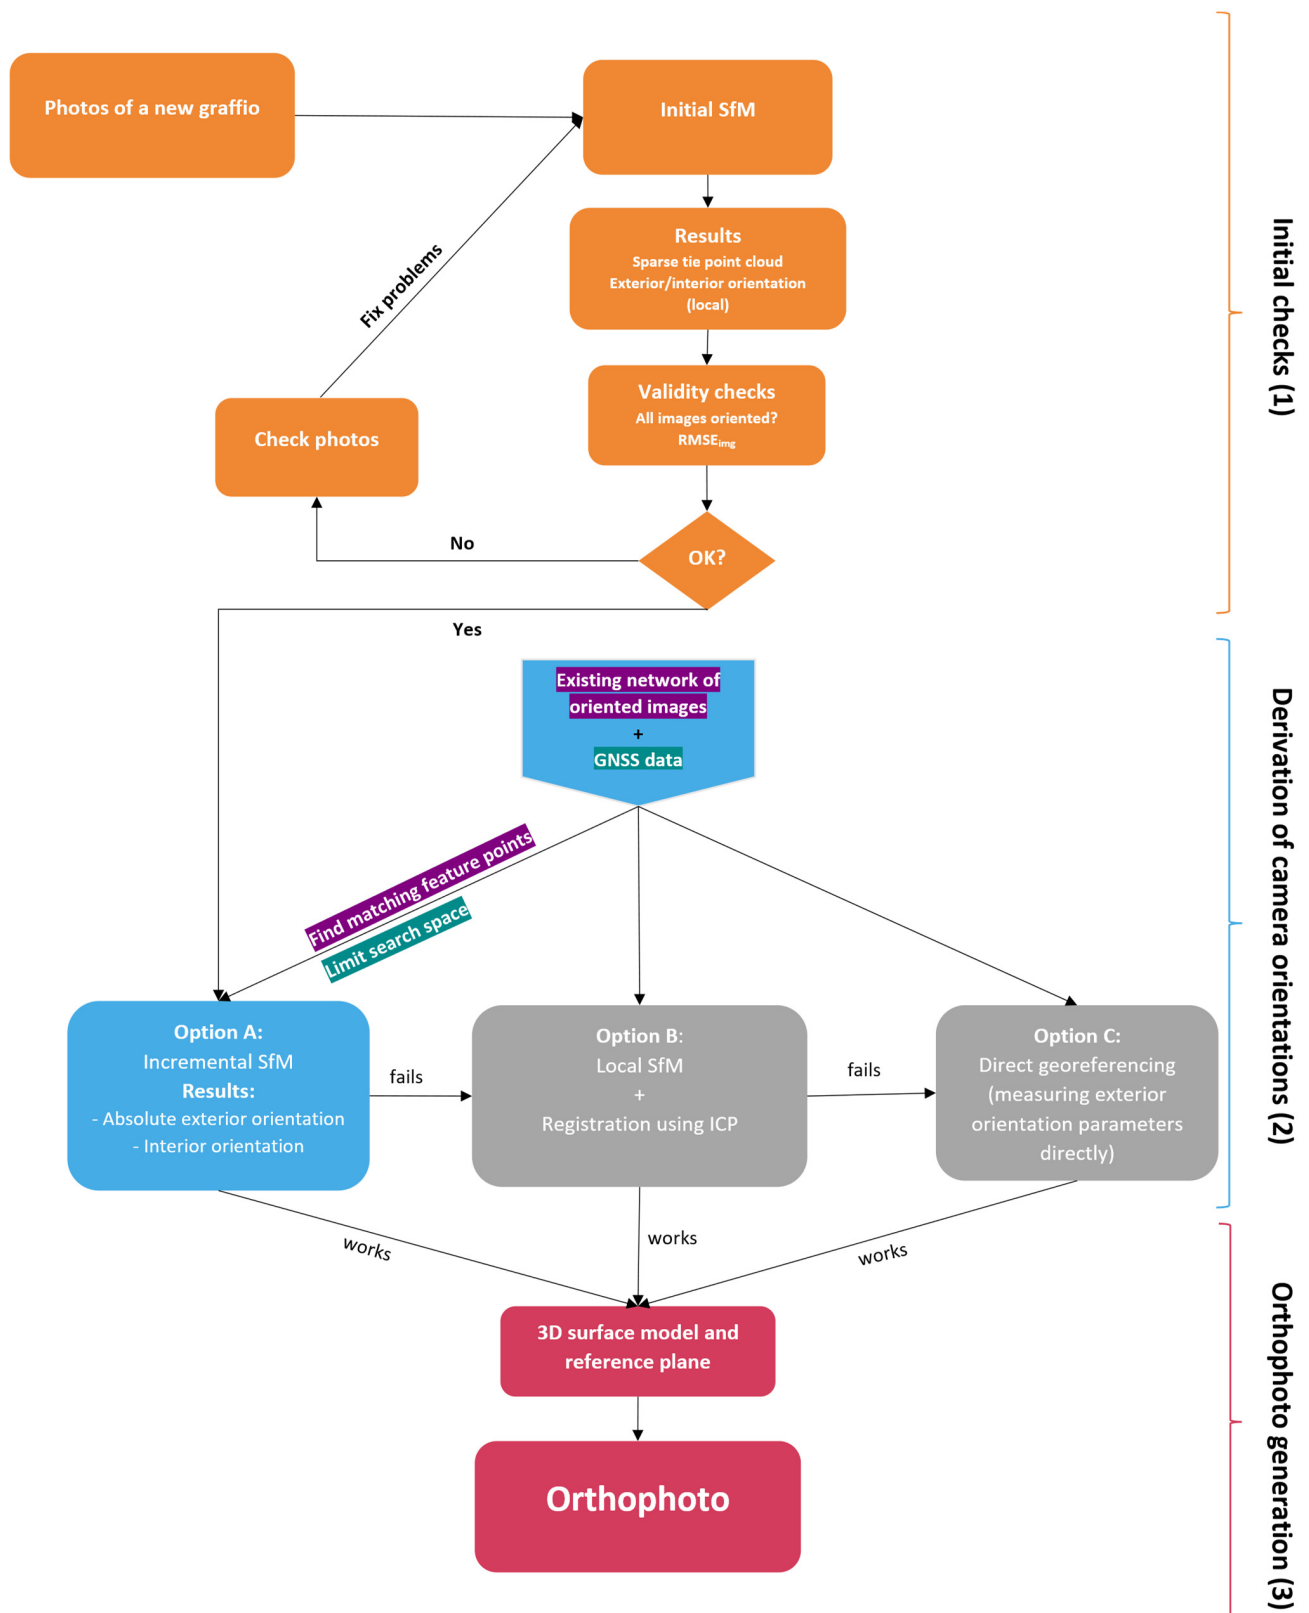 Photos of a new graffio
Initial SfM
Results
Sparse tie point cloud
Exterior/interior orientation
(local)
Fix problems
Validity checks
All images oriented?
RMSEimg
Check photos
OK?
No
Yes
Initial checks (1)
Existing network of
oriented images
+
GNSS data
Find matching feature points
Limit search space
Option A:
Incremental SfM
Results:
- Absolute exterior orientation
- Interior orientation
fails
Option B:
Local SfM
+
Registration using ICP
fails
Option C:
Direct georeferencing
(measuring exterior
orientation parameters
directly)
Derivation of camera orientations (2)
works
works
works
3D surface model and
reference plane
Orthophoto
Orthophoto generation (3)